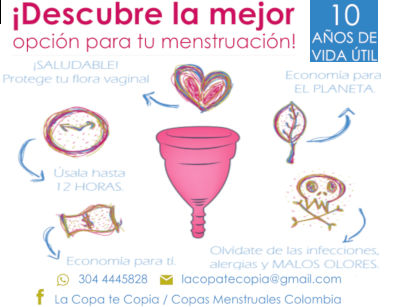 ¡Descubre la mejor
opción para tu menstruación!
10
AÑOS DE
VIDA ÚTIL
¡SALUDABLE!
Protege tu flora vaginal
Economía para
EL PLANETA.
Úsala hasta
12 HORAS.
Economía para ti.
Olvidate de las infecciones,
alergias y MALOS OLORES.
304 4445828 lacopatecopia@gmail.com
La Copa te Copia / Copas Menstruales Colombia